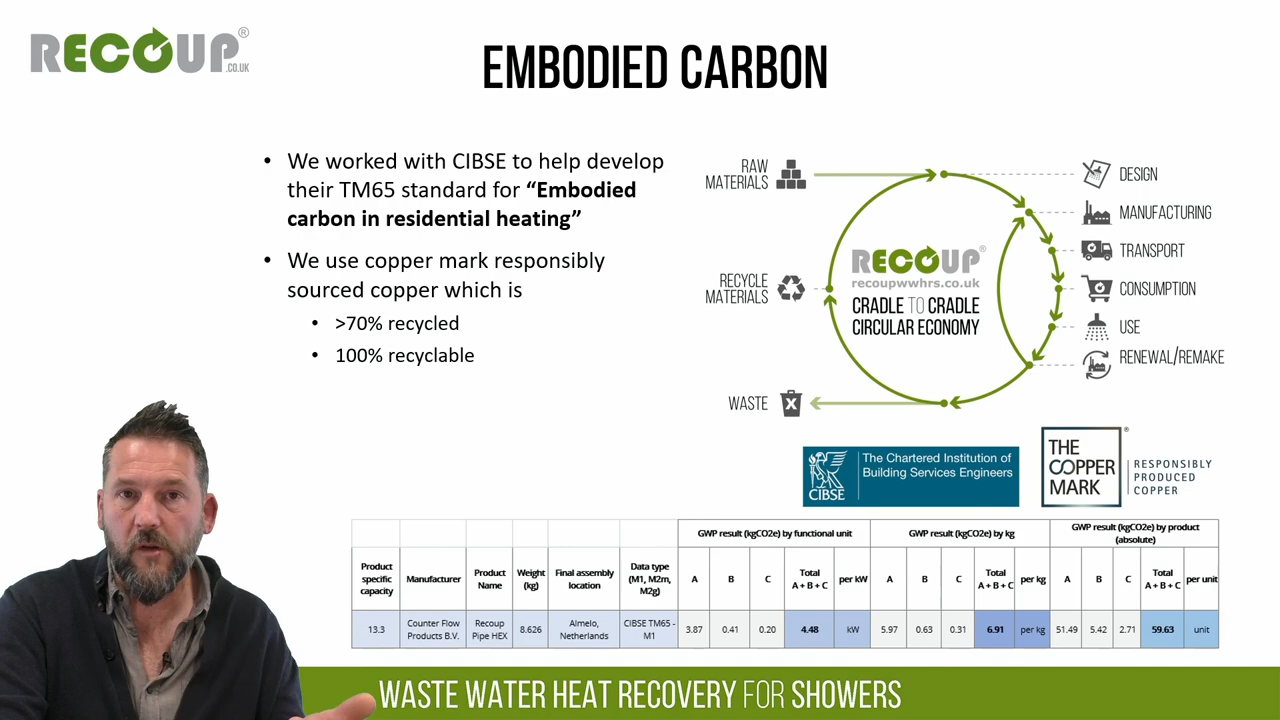 RECOUP®
.CO.UK
EMBODIED CARBON
• We worked with CIBSE to help develop
their TM65 standard for “Embodied
carbon in residential heating”
• We use copper mark responsibly
sourced copper which is
• >70% recycled
• 100% recyclable
RAW
MATERIALS
RECYCLE
MATERIALS
WASTE
RECOUP®
recoupwwhrs.co.uk
CRADLE TO CRADLE
CIRCULAR ECONOMY
DESIGN
MANUFACTURING
TRANSPORT
CONSUMPTION
USE
RENEWAL/REMAKE
CIBSE
The Chartered Institution of
Building Services Engineers
THE
COPPER
MARK
®
RESPONSIBLY
PRODUCED
COPPER
GWP result (kgCO2e) by functional unit GWP result (kgCO2e) by kg GWP result (kgCO2e) by product
(absolute)
Product
specific
capacity
Manufacturer
Product
Name
Weight
(kg)
Final assembly
location
Data type
(M1, M2m,
M2g)
A B C Total
A + B + C
per kW
A B C Total
A + B + C
per kg
A B C Total
A + B + C
per unit
13.3
Counter Flow
Products B.V.
Recoup
Pipe HEX
8.626
Almelo,
Netherlands
CIBSE TM65 -
M1
3.87 0.41 0.20 4.48 kW 5.97 0.63 0.31 6.91 per kg 51.49 5.42 2.71 59.63 unit
WASTE WATER HEAT RECOVERY FOR SHOWERS